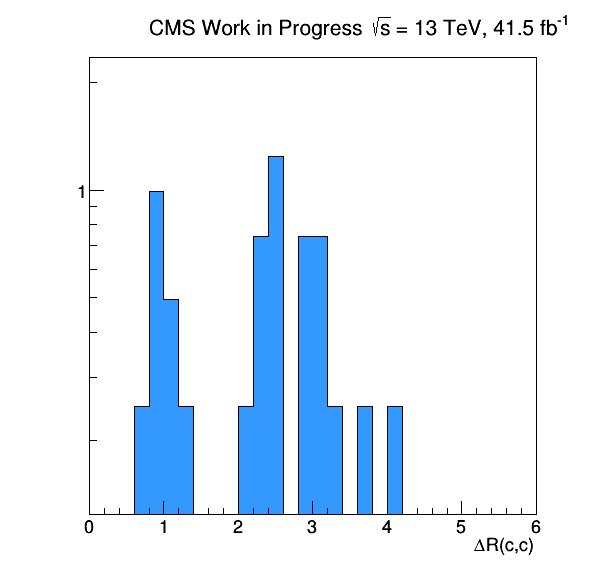 CMS Work in Progress √s = 13 TeV, 41.5 fb⁻¹
1
0 1 2 3 4 5 6
ΔR(c,c)